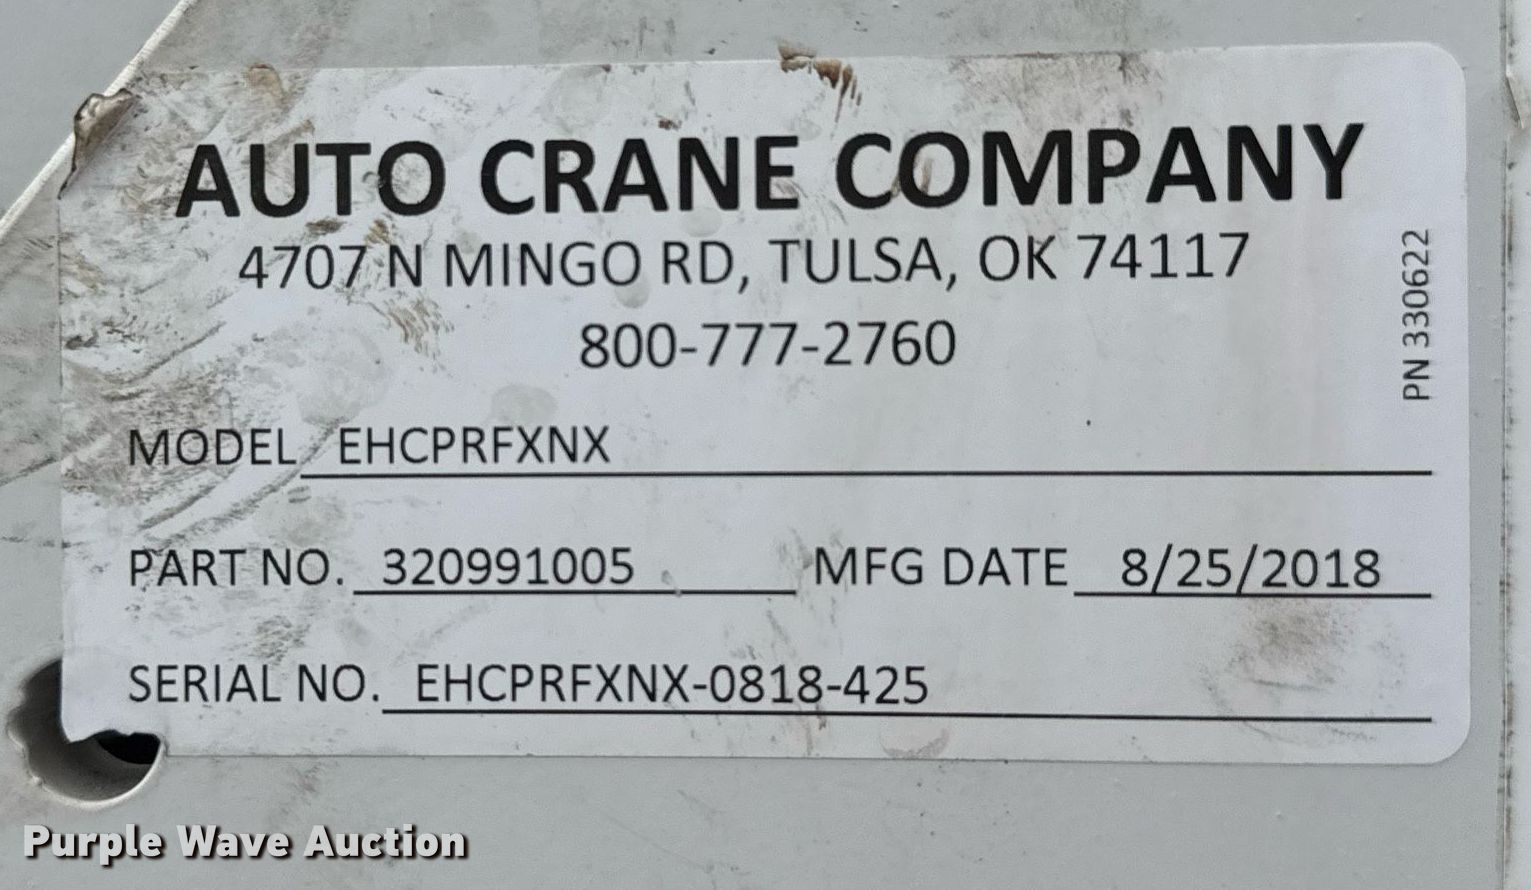 AUTO CRANE COMPANY
4707 N MINGO RD, TULSA, OK 74117
800-777-2760
PN 330622
MODEL EHCPRFXNX
PART NO. 320991005 MFG DATE 8/25/2018
SERIAL NO. EHCPRFXNX-0818-425
Purple Wave Auction